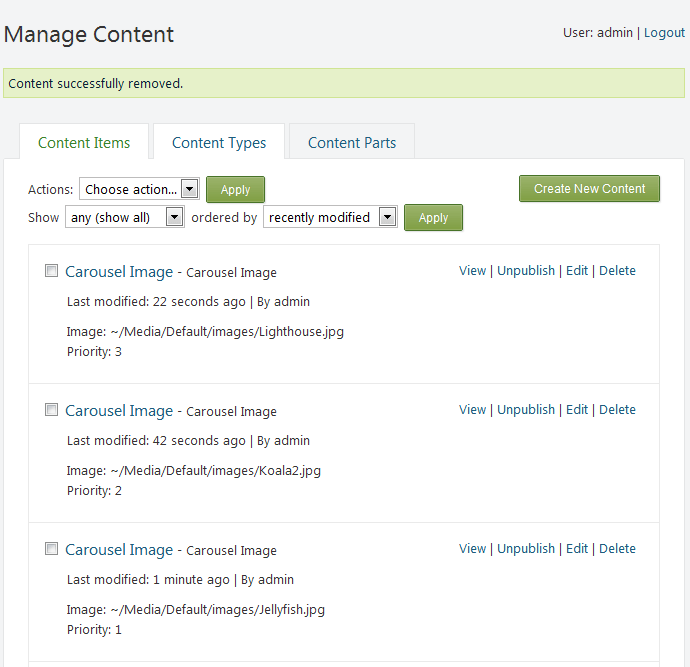 Manage Content
User: admin | Logout
Content successfully removed.
Content Items Content Types Content Parts
Actions: Choose action... Apply Create New Content
Show any (show all) ordered by recently modified Apply
Carousel Image - Carousel Image View | Unpublish | Edit | Delete
Last modified: 22 seconds ago | By admin
Image: ~/Media/Default/images/Lighthouse.jpg
Priority: 3
Carousel Image - Carousel Image View | Unpublish | Edit | Delete
Last modified: 42 seconds ago | By admin
Image: ~/Media/Default/images/Koala2.jpg
Priority: 2
Carousel Image - Carousel Image View | Unpublish | Edit | Delete
Last modified: 1 minute ago | By admin
Image: ~/Media/Default/images/Jellyfish.jpg
Priority: 1